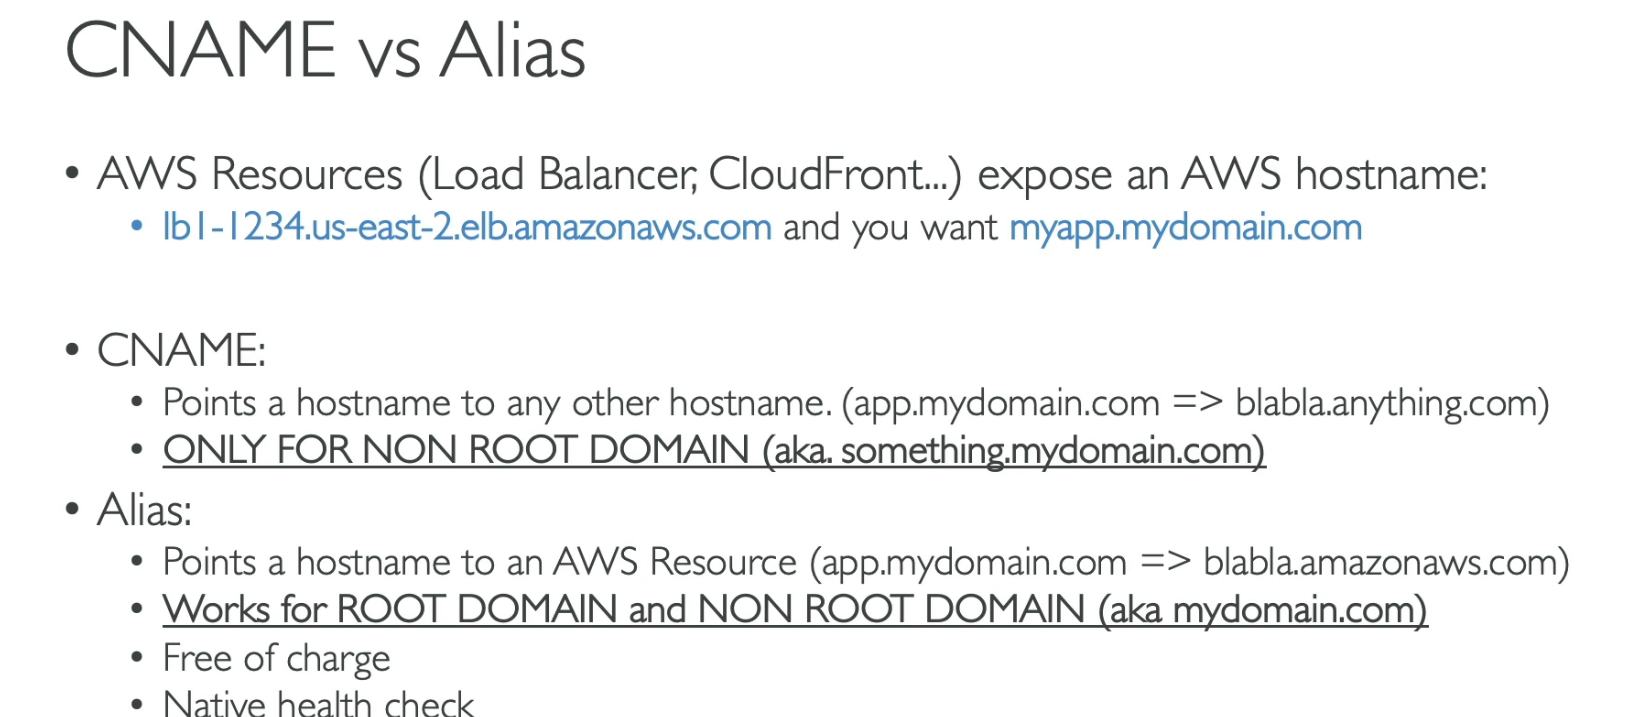 CNAME vs Alias
• AWS Resources (Load Balancer, CloudFront...) expose an AWS hostname:
• lb1-1234.us-east-2.elb.amazonaws.com and you want myapp.mydomain.com
• CNAME:
• Points a hostname to any other hostname. (app.mydomain.com => blabla.anything.com)
• ONLY FOR NON ROOT DOMAIN (aka. something.mydomain.com)
• Alias:
• Points a hostname to an AWS Resource (app.mydomain.com => blabla.amazonaws.com)
• Works for ROOT DOMAIN and NON ROOT DOMAIN (aka mydomain.com)
• Free of charge
• Native health check